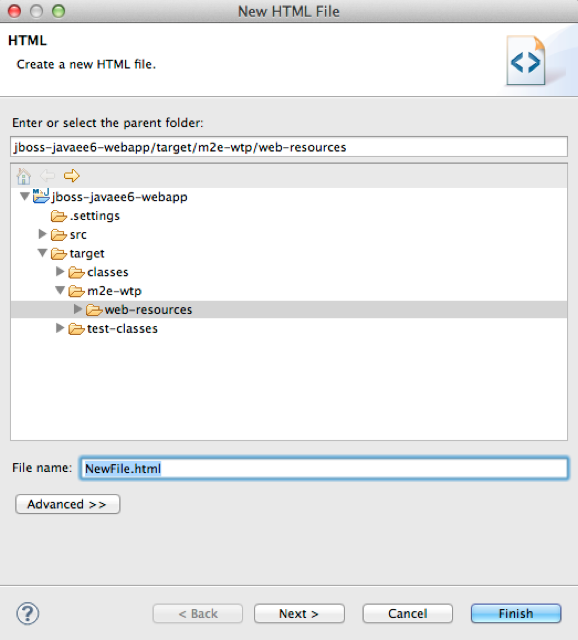 New HTML File
HTML
Create a new HTML file.
Enter or select the parent folder:
jboss-javaee6-webapp/target/m2e-wtp/web-resources
jboss-javaee6-webapp
.settings
src
target
classes
m2e-wtp
web-resources
test-classes
File name: NewFile.html
Advanced >>
? < Back Next > Cancel Finish